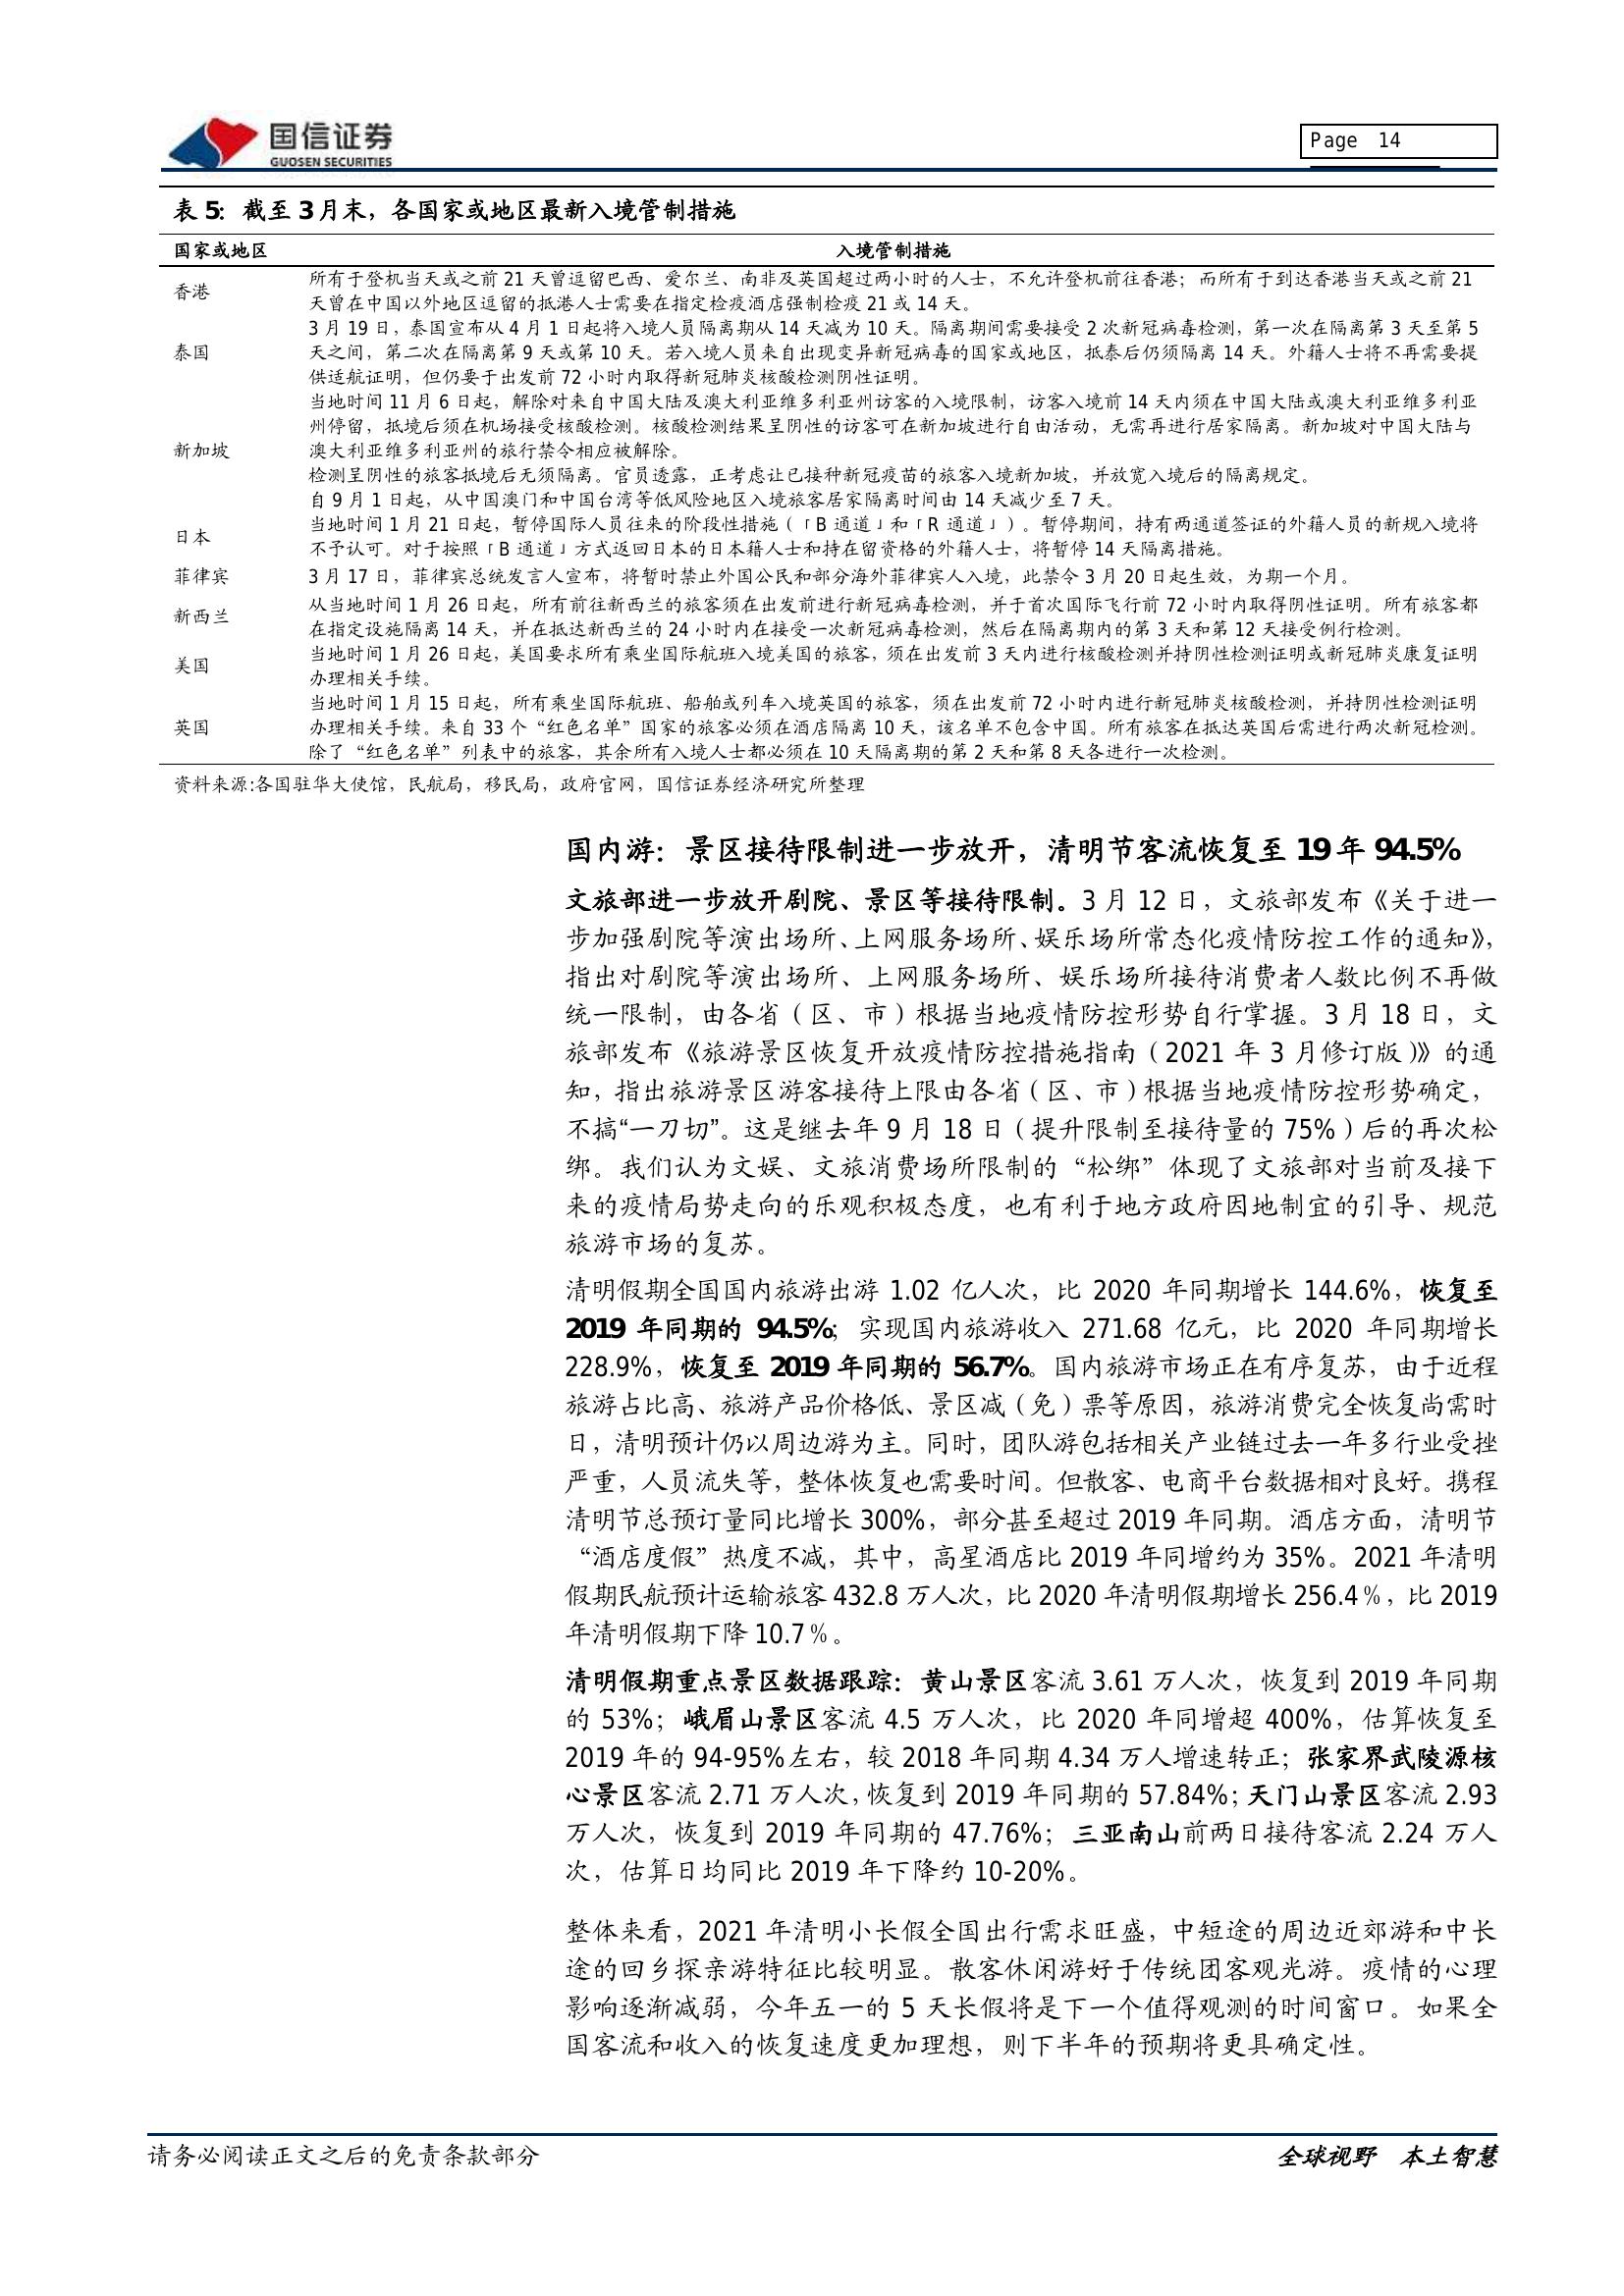 国信证券
GUOSEN SECURITIES
Page 14
表 5：截至 3 月末，各国家或地区最新入境管制措施
国家或地区 入境管制措施
香港
所有于登机当天或之前 21 天曾逗留巴西、爱尔兰、南非及英国超过两小时的人士，不允许登机前往香港；而所有于到达香港当天或之前 21
天曾在中国以外地区逗留的抵港人士需要在指定检疫酒店强制检疫 21 或 14 天。
泰国
3 月 19 日，泰国宣布从 4 月 1 日起将入境人员隔离期从 14 天减为 10 天。隔离期间需要接受 2 次新冠病毒检测，第一次在隔离第 3 天至第 5
天之间，第二次在隔离第 9 天或第 10 天。若入境人员来自出现变异新冠病毒的国家或地区，抵泰后仍须隔离 14 天。外籍人士将不再需要提
供适航证明，但仍要于出发前 72 小时内取得新冠肺炎核酸检测阴性证明。
新加坡
当地时间 11 月 6 日起，解除对来自中国大陆及澳大利亚维多利亚州访客的入境限制，访客入境前 14 天内须在中国大陆或澳大利亚维多利亚
州停留，抵境后须在机场接受核酸检测。核酸检测结果呈阴性的访客可在新加坡进行自由活动，无需再进行居家隔离。新加坡对中国大陆与
澳大利亚维多利亚州的旅行禁令相应被解除。
检测呈阴性的旅客抵境后无须隔离。官员透露，正考虑让已接种新冠疫苗的旅客入境新加坡，并放宽入境后的隔离规定。
自 9 月 1 日起，从中国澳门和中国台湾等低风险地区入境旅客居家隔离时间由 14 天减少至 7 天。
日本
当地时间 1 月 21 日起，暂停国际人员往来的阶段性措施（「B 通道」和「R 通道」）。暂停期间，持有两通道签证的外籍人员的新规入境将
不予认可。对于按照「B 通道」方式返回日本的日本籍人士和持在留资格的外籍人士，将暂停 14 天隔离措施。
菲律宾
3 月 17 日，菲律宾总统发言人宣布，将暂时禁止外国公民和部分海外菲律宾人入境，此禁令 3 月 20 日起生效，为期一个月。
新西兰
从当地时间 1 月 26 日起，所有前往新西兰的旅客须在出发前进行新冠病毒检测，并于首次国际飞行前 72 小时内取得阴性证明。所有旅客都
在指定设施隔离 14 天，并在抵达新西兰的 24 小时内在接受一次新冠病毒检测，然后在隔离期内的第 3 天和第 12 天接受例行检测。
美国
当地时间 1 月 26 日起，美国要求所有乘坐国际航班入境美国的旅客，须在出发前 3 天内进行核酸检测并持阴性检测证明或新冠肺炎康复证明
办理相关手续。
英国
当地时间 1 月 15 日起，所有乘坐国际航班、船舶或列车入境英国的旅客，须在出发前 72 小时内进行新冠肺炎核酸检测，并持阴性检测证明
办理相关手续。来自 33 个“红色名单”国家的旅客必须在酒店隔离 10 天，该名单不包含中国。所有旅客在抵达英国后需进行两次新冠检测。
除了“红色名单”列表中的旅客，其余所有入境人士都必须在 10 天隔离期的第 2 天和第 8 天各进行一次检测。
资料来源:各国驻华大使馆，民航局，移民局，政府官网，国信证券经济研究所整理
国内游：景区接待限制进一步放开，清明节客流恢复至 19 年 94.5%
文旅部进一步放开剧院、景区等接待限制。3 月 12 日，文旅部发布《关于进一
步加强剧院等演出场所、上网服务场所、娱乐场所常态化疫情防控工作的通知》，
指出对剧院等演出场所、上网服务场所、娱乐场所接待消费者人数比例不再做
统一限制，由各省（区、市）根据当地疫情防控形势自行掌握。3 月 18 日，文
旅部发布《旅游景区恢复开放疫情防控措施指南（2021 年 3 月修订版）》的通
知，指出旅游景区游客接待上限由各省（区、市）根据当地疫情防控形势确定，
不搞“一刀切”。这是继去年 9 月 18 日（提升限制至接待量的 75%）后的再次松
绑。我们认为文娱、文旅消费场所限制的“松绑”体现了文旅部对当前及接下
来的疫情局势走向的乐观积极态度，也有利于地方政府因地制宜的引导、规范
旅游市场的复苏。
清明假期全国国内旅游出游 1.02 亿人次，比 2020 年同期增长 144.6%，恢复至
2019 年同期的 94.5%；实现国内旅游收入 271.68 亿元，比 2020 年同期增长
228.9%，恢复至 2019 年同期的 56.7%。国内旅游市场正在有序复苏，由于近程
旅游占比高、旅游产品价格低、景区减（免）票等原因，旅游消费完全恢复尚需时
日，清明预计仍以周边游为主。同时，团队游包括相关产业链过去一年多行业受挫
严重，人员流失等，整体恢复也需要时间。但散客、电商平台数据相对良好。携程
清明节总预订量同比增长 300%，部分甚至超过 2019 年同期。酒店方面，清明节
“酒店度假”热度不减，其中，高星酒店比 2019 年同增约为 35%。2021 年清明
假期民航预计运输旅客 432.8 万人次，比 2020 年清明假期增长 256.4％，比 2019
年清明假期下降 10.7％。
清明假期重点景区数据跟踪：黄山景区客流 3.61 万人次，恢复到 2019 年同期
的 53%；峨眉山景区客流 4.5 万人次，比 2020 年同增超 400%，估算恢复至
2019 年的 94-95%左右，较 2018 年同期 4.34 万人增速转正；张家界武陵源核
心景区客流 2.71 万人次，恢复到 2019 年同期的 57.84%；天门山景区客流 2.93
万人次，恢复到 2019 年同期的 47.76%；三亚南山前两日接待客流 2.24 万人
次，估算日均同比 2019 年下降约 10-20%。
整体来看，2021 年清明小长假全国出行需求旺盛，中短途的周边近郊游和中长
途的回乡探亲游特征比较明显。散客休闲游好于传统团客观光游。疫情的心理
影响逐渐减弱，今年五一的 5 天长假将是下一个值得观测的时间窗口。如果全
国客流和收入的恢复速度更加理想，则下半年的预期将更具确定性。
请务必阅读正文之后的免责条款部分
全球视野 本土智慧